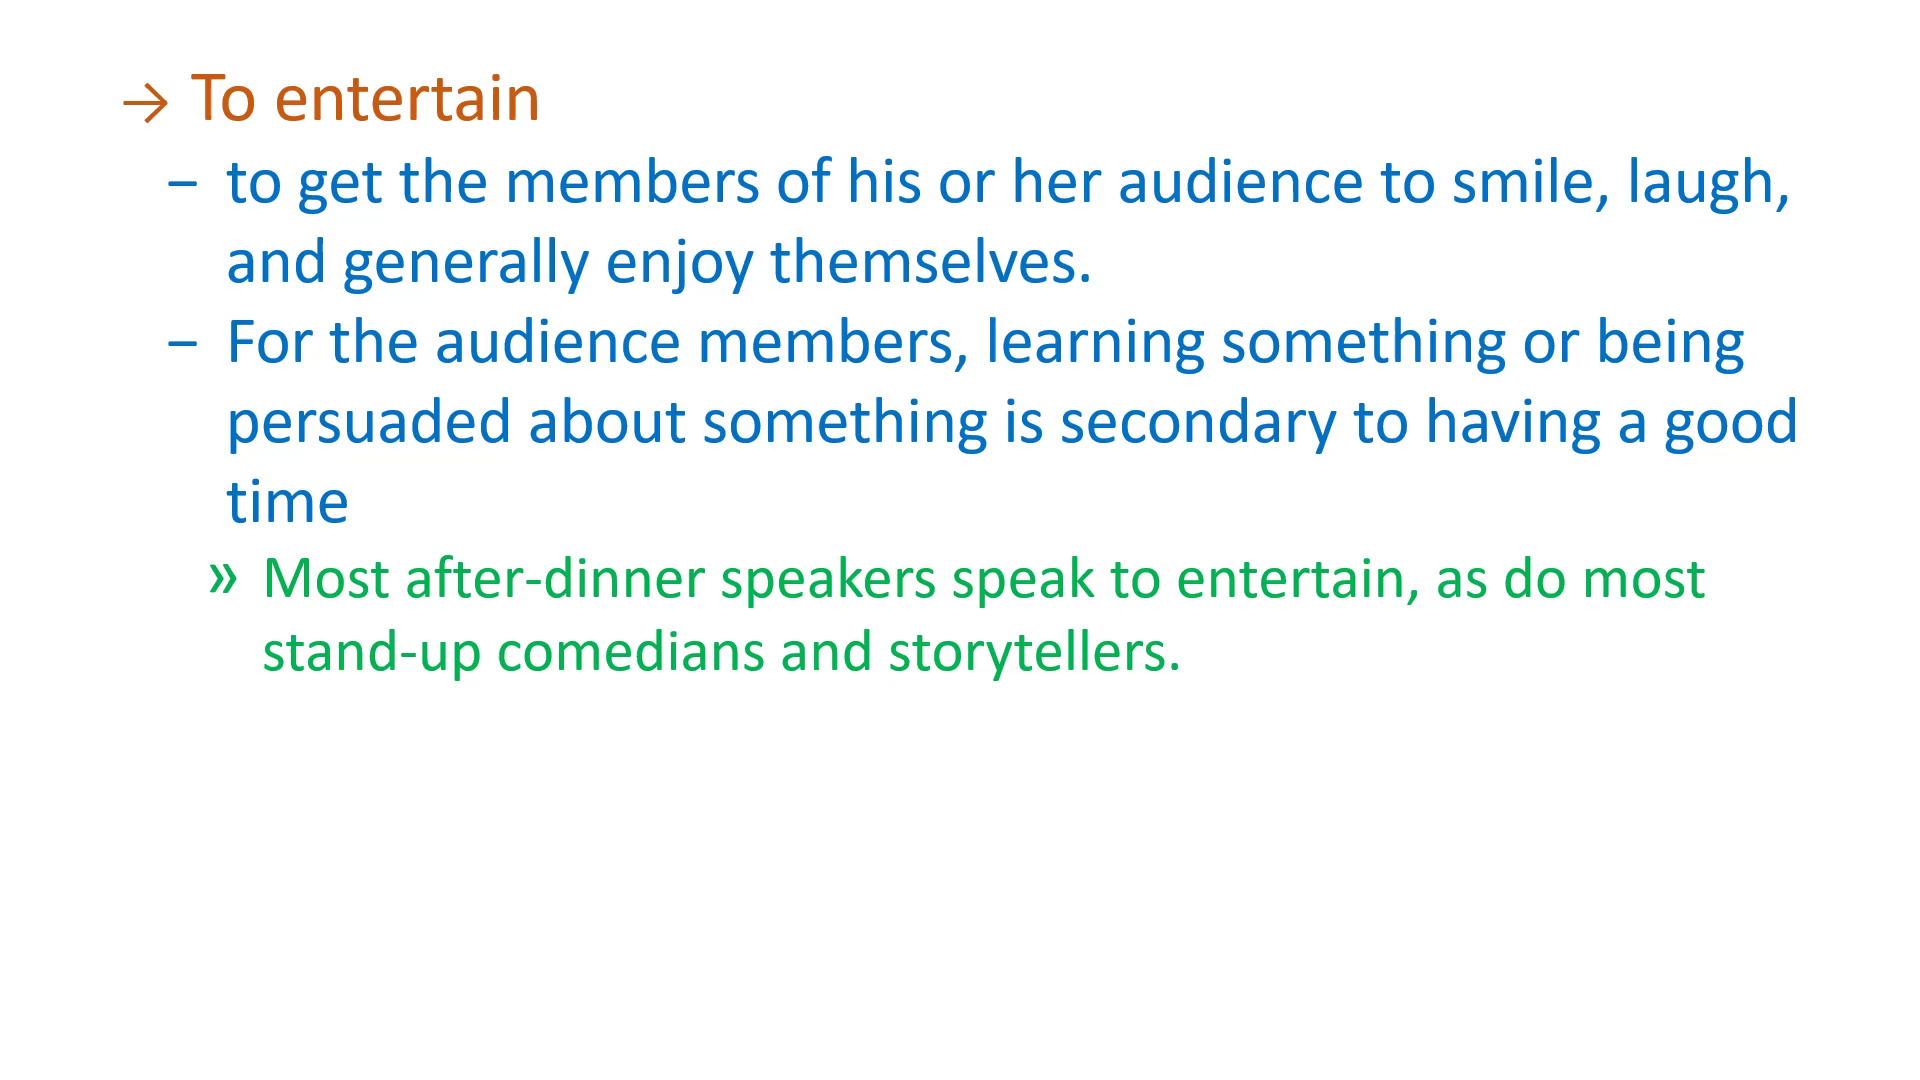 → To entertain
– to get the members of his or her audience to smile, laugh,
and generally enjoy themselves.
– For the audience members, learning something or being
persuaded about something is secondary to having a good
time
» Most after-dinner speakers speak to entertain, as do most
stand-up comedians and storytellers.